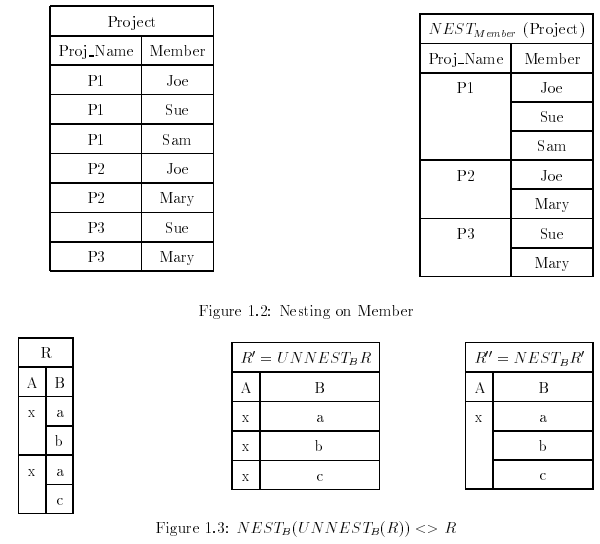 Project
Proj_Name Member
P1 Joe
P1 Sue
P1 Sam
P2 Joe
P2 Mary
P3 Sue
P3 Mary
NEST_Member (Project)
Proj_Name Member
P1 Joe
Sue
Sam
P2 Joe
Mary
P3 Sue
Mary
Figure 1.2: Nesting on Member
R
A B
x a
b
x a
c
R′ = UNNEST_B R
A B
x a
x b
x c
R″ = NEST_B R′
A B
x a
b
c
Figure 1.3: NEST_B(UNNEST_B(R)) <> R